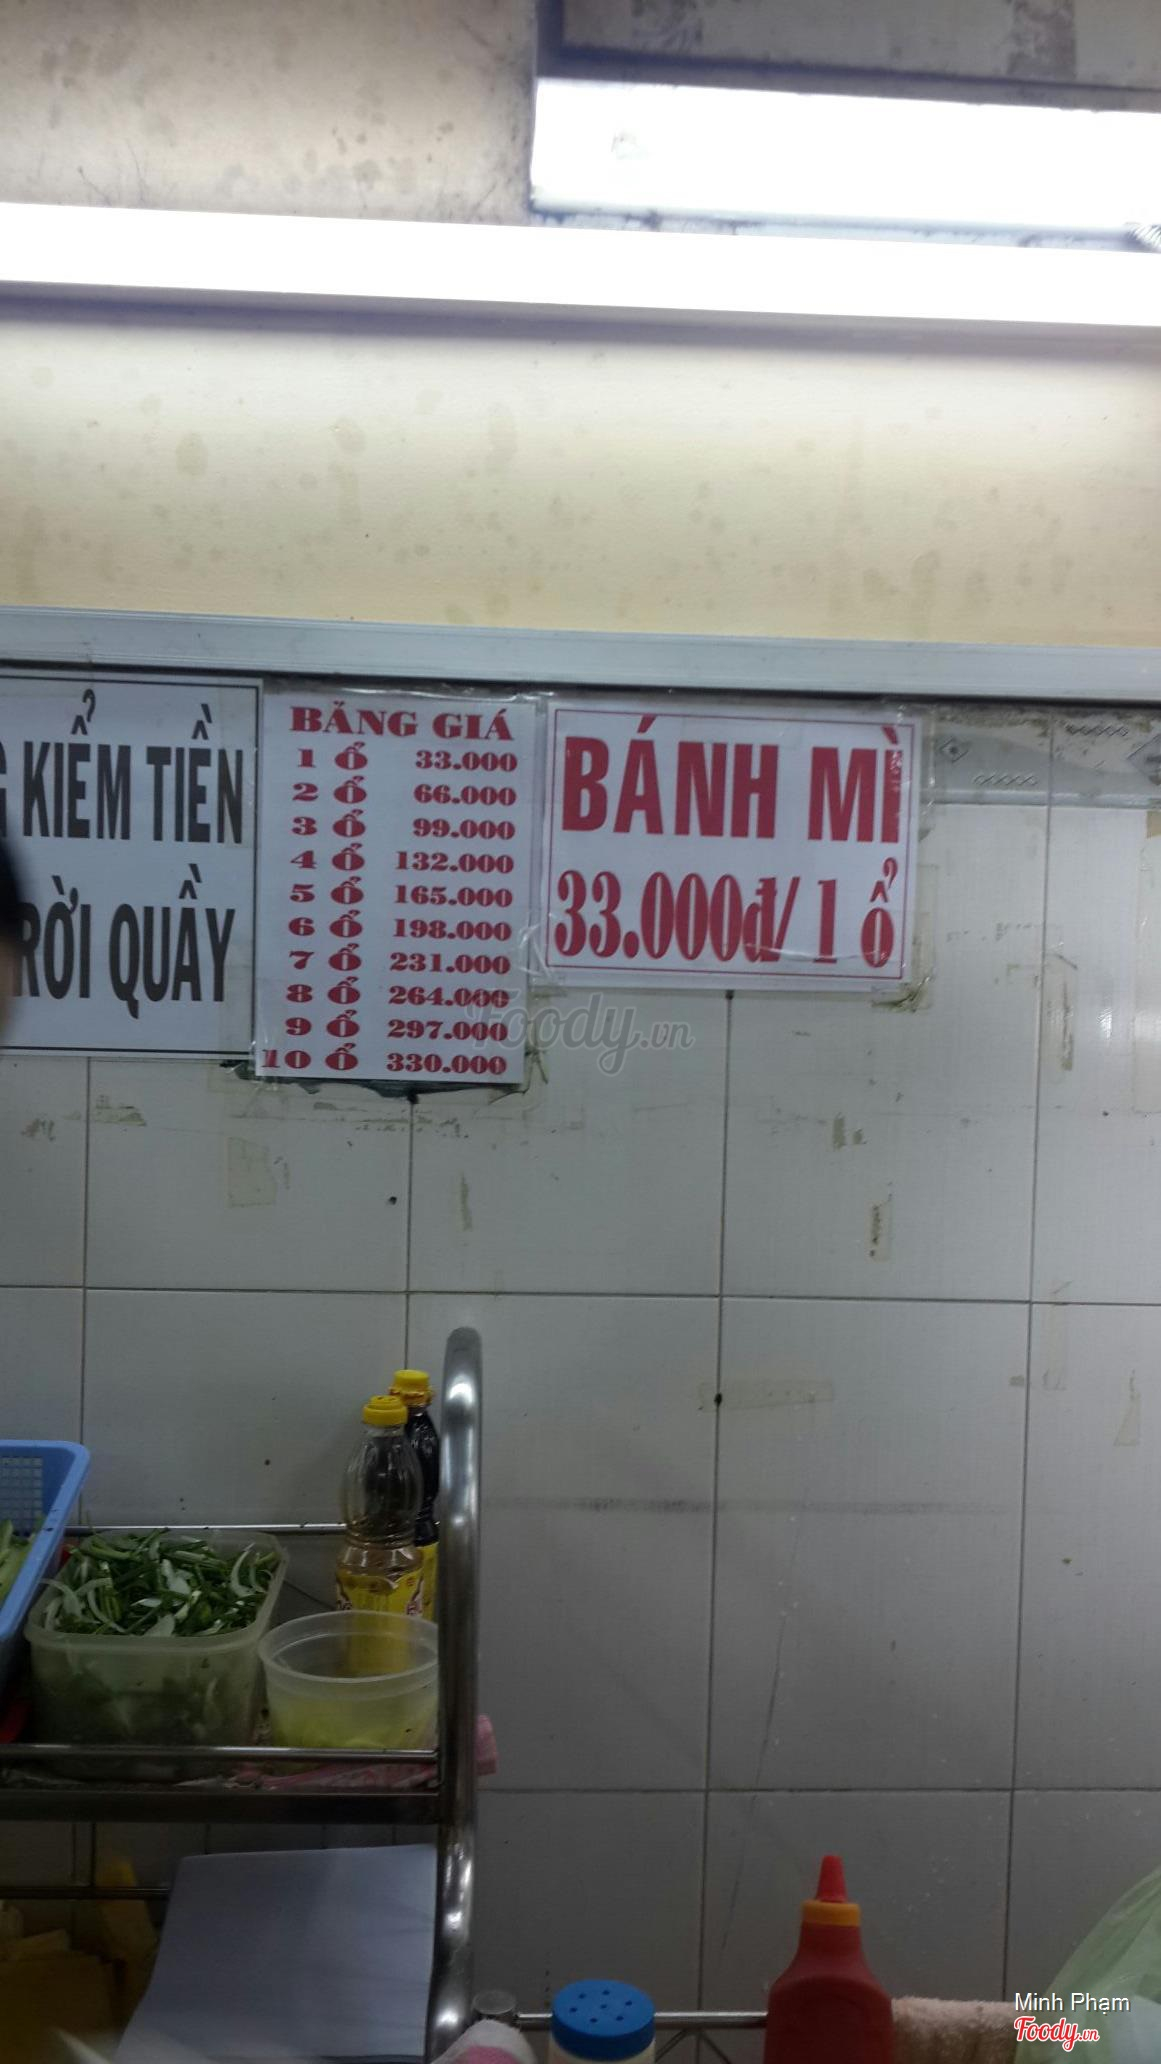 KIỂM TIỀN
RỜI QUẦY
BẢNG GIÁ
1 Ổ 33.000
2 Ổ 66.000
3 Ổ 99.000
4 Ổ 132.000
5 Ổ 165.000
6 Ổ 198.000
7 Ổ 231.000
8 Ổ 264.000
9 Ổ 297.000
10 Ổ 330.000
BÁNH MÌ
33.000đ/ 1 ổ
Foody.vn
Minh Phạm
Foody.vn